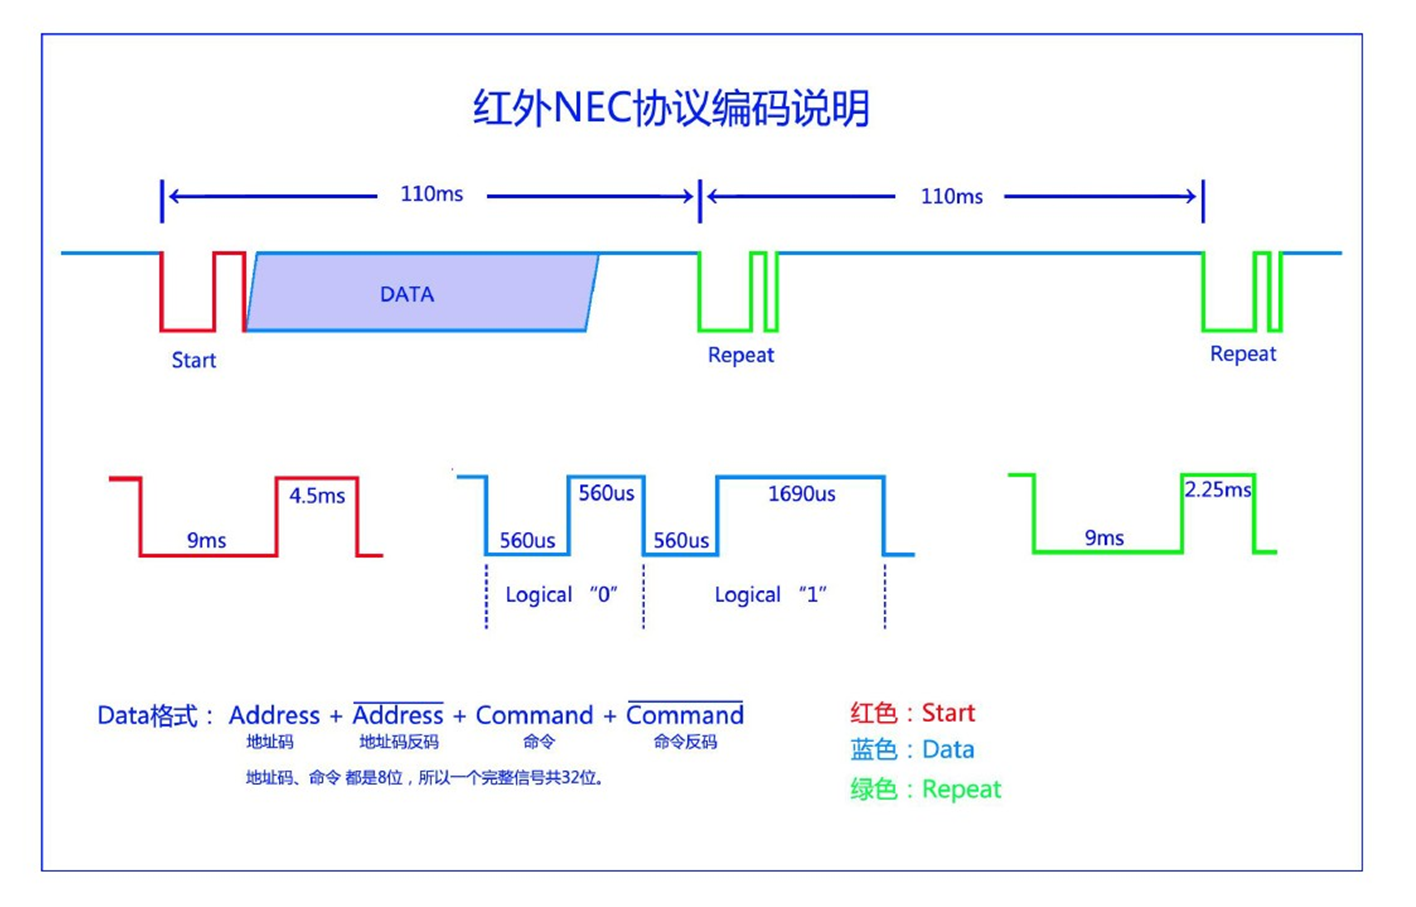 红外NEC协议编码说明
110ms 110ms
DATA
Start Repeat Repeat
4.5ms 560us 1690us 2.25ms
9ms 560us 560us 9ms
Logical “0” Logical “1”
Data格式： Address + Address + Command + Command
地址码 地址码反码 命令 命令反码
地址码、命令 都是8位，所以一个完整信号共32位。
红色：Start
蓝色：Data
绿色：Repeat